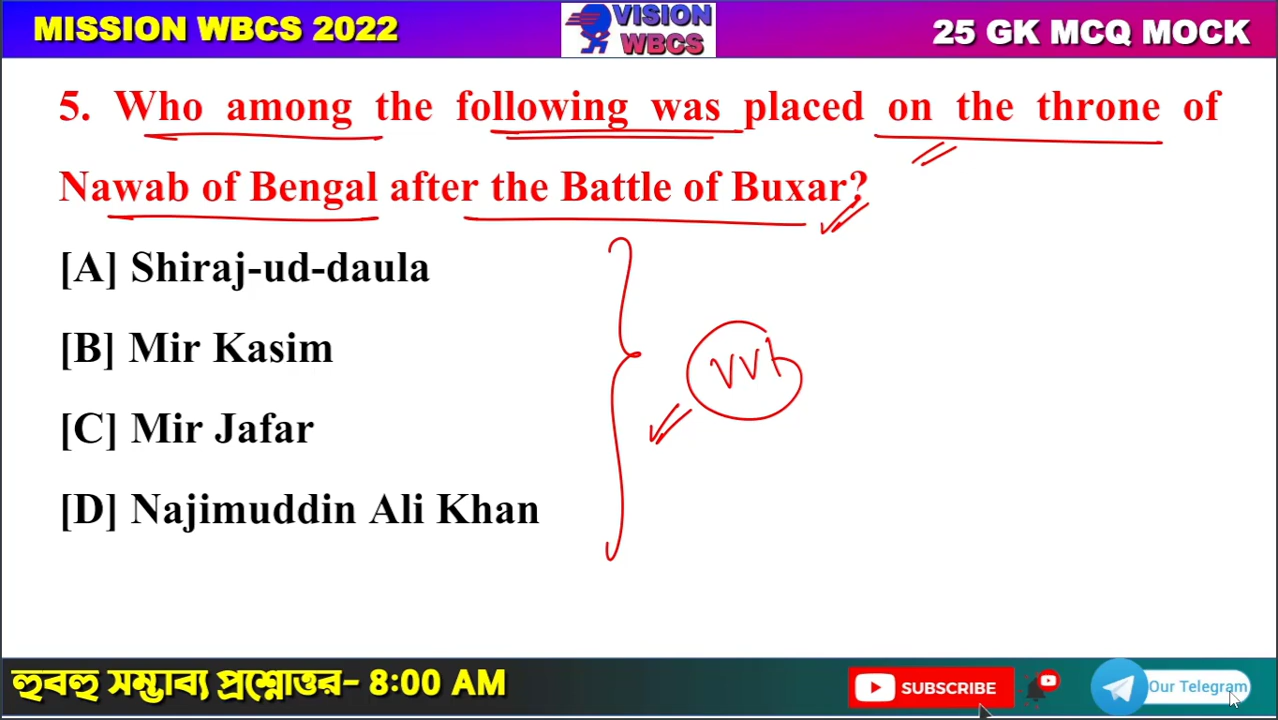 MISSION WBCS 2022
VISION
WBCS
25 GK MCQ MOCK
5. Who among the following was placed on the throne of
Nawab of Bengal after the Battle of Buxar?
[A] Shiraj-ud-daula
[B] Mir Kasim
[C] Mir Jafar
[D] Najimuddin Ali Khan
হুবহু সম্ভাব্য প্রশ্নোত্তর- 8:00 AM
SUBSCRIBE
Our Telegram